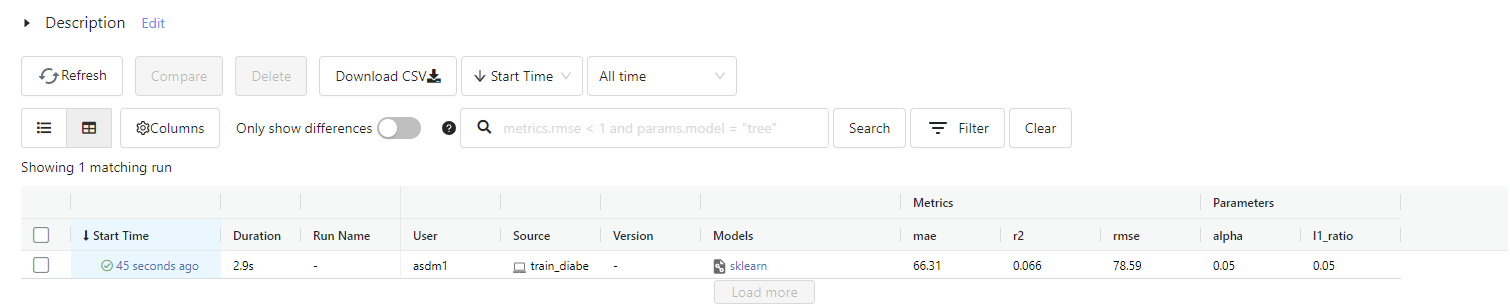 Description Edit
Refresh Compare Delete Download CSV Start Time All time
Columns Only show differences ? metrics.rmse < 1 and params.model = "tree" Search Filter Clear
Showing 1 matching run
Metrics Parameters
Start Time Duration Run Name User Source Version Models mae r2 rmse alpha l1_ratio
45 seconds ago 2.9s - asdm1 train_diabe - sklearn 66.31 0.066 78.59 0.05 0.05
Load more